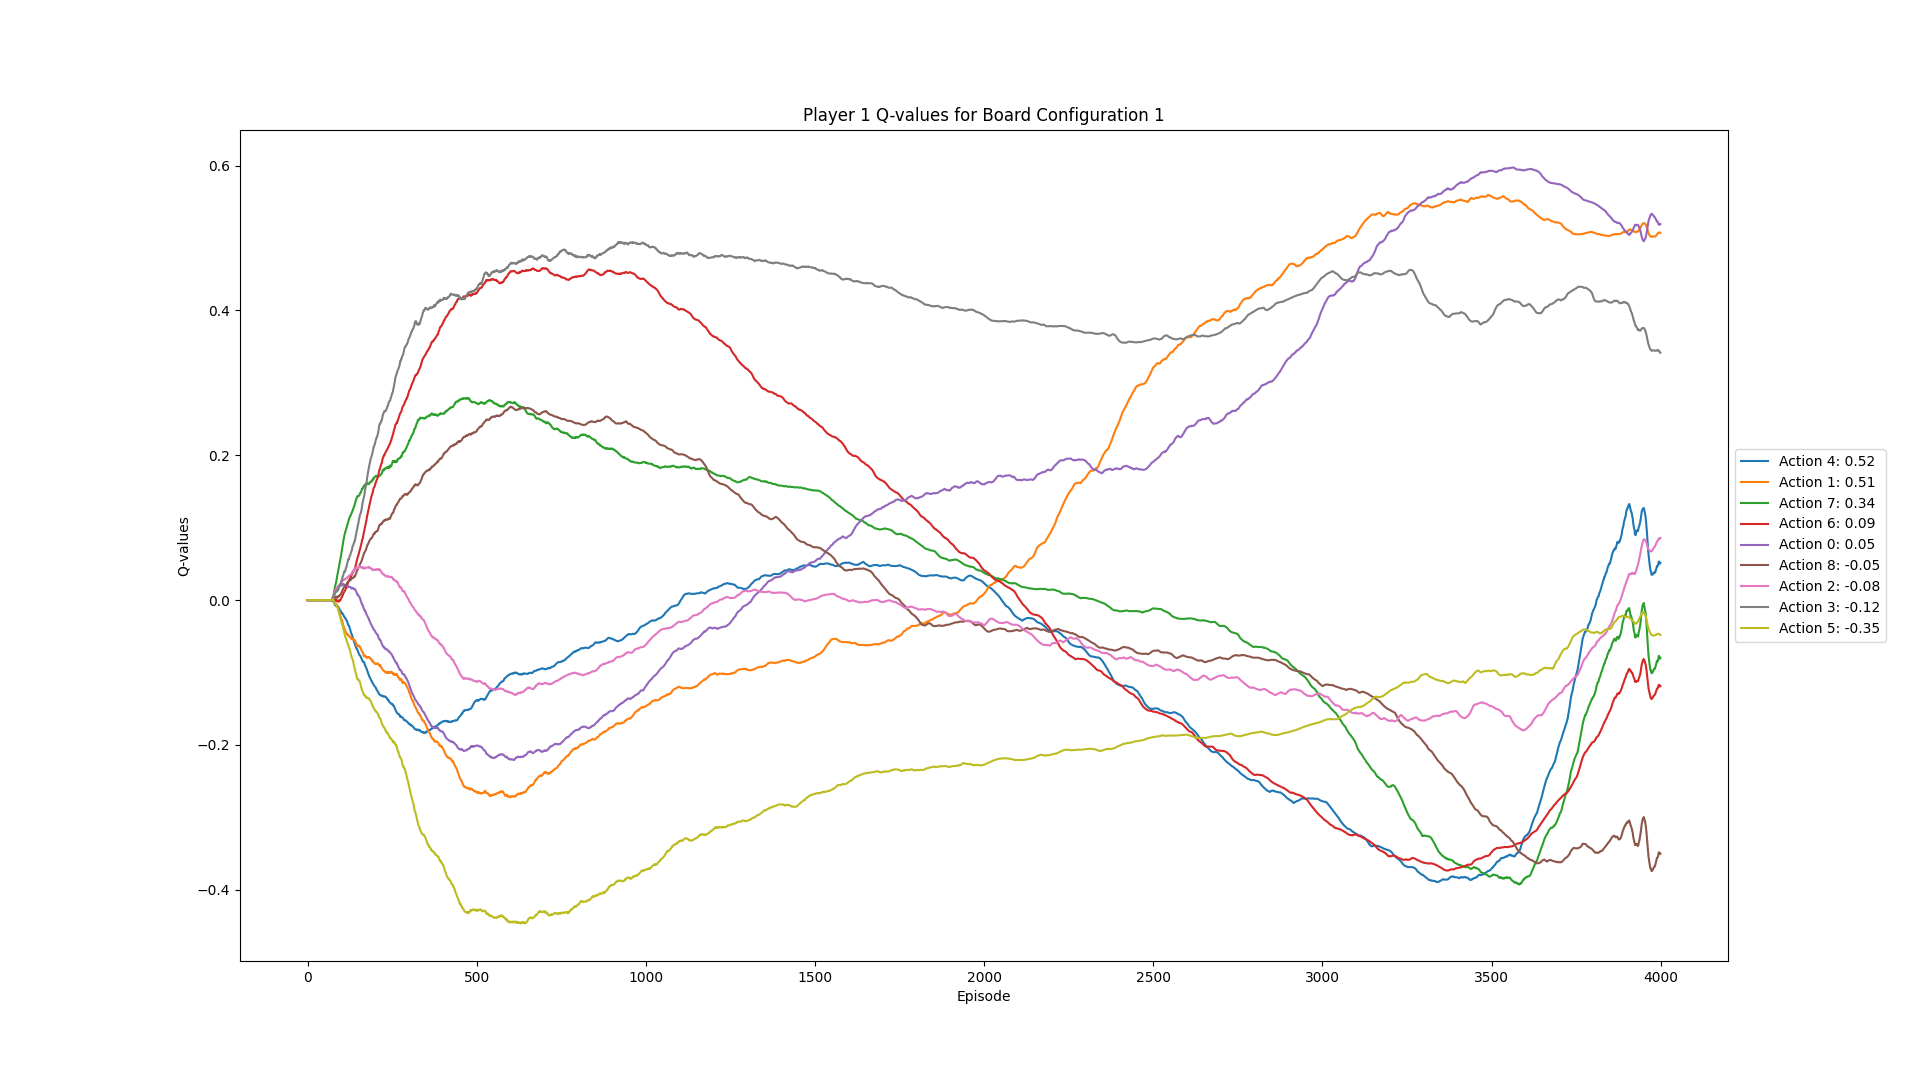 Player 1 Q-values for Board Configuration 1
0.6
0.4
0.2
0.0
−0.2
−0.4
Q-values
0
500
1000
1500
2000
2500
3000
3500
4000
Episode
Action 4: 0.52
Action 1: 0.51
Action 7: 0.34
Action 6: 0.09
Action 0: 0.05
Action 8: -0.05
Action 2: -0.08
Action 3: -0.12
Action 5: -0.35